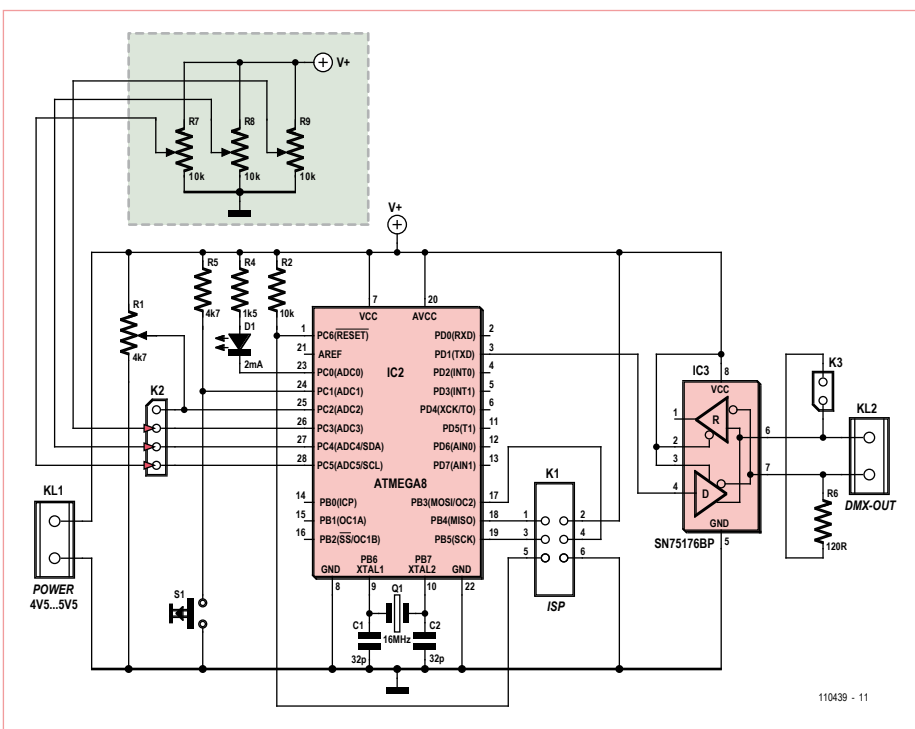 V+
R7
R8
R9
10k
10k
10k
V+
R5
R4
R2
4k7
1k5
10k
R1
4k7
D1
2mA
K2
7
20
VCC
AVCC
1
PC6(RESET)
21
AREF
23
PC0(ADC0)
24
PC1(ADC1)
25
PC2(ADC2)
26
PC3(ADC3)
27
PC4(ADC4/SDA)
28
PC5(ADC5/SCL)
IC2
ATMEGA8
14
PB0(ICP)
15
PB1(OC1A)
16
PB2(SS/OC1B)
PD0(RXD)
2
PD1(TXD)
3
PD2(INT0)
4
PD3(INT1)
5
PD4(XCK/TO)
6
PD5(T1)
11
PD6(AIN0)
12
PD7(AIN1)
13
PB3(MOSI/OC2)
17
PB4(MISO)
18
PB5(SCK)
19
GND
8
PB6
XTAL1
9
PB7
XTAL2
10
GND
22
Q1
16MHz
C1
32p
C2
32p
KL1
POWER
4V5...5V5
S1
K1
1
2
3
4
5
6
ISP
IC3
8
VCC
1
R
2
3
4
D
6
7
GND
5
SN75176BP
K3
KL2
R6
120R
DMX-OUT
110439 - 11